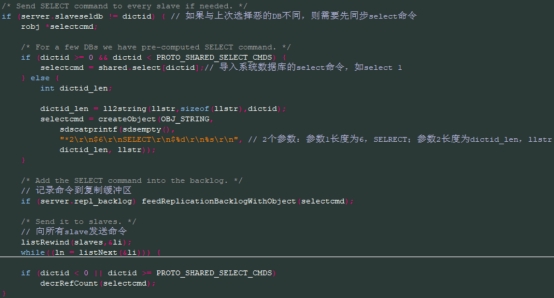 /* Send SELECT command to every slave if needed. */
if (server.slaveseldb != dictid) { // 如果与上次选择恶的DB不同，则需要先同步select命令
robj *selectcmd;
/* For a few DBs we have pre-computed SELECT command. */
if (dictid >= 0 && dictid < PROTO_SHARED_SELECT_CMDS) {
selectcmd = shared.select[dictid];// 导入系统数据库的select命令，如select 1
} else {
int dictid_len;
dictid_len = ll2string(llstr,sizeof(llstr),dictid);
selectcmd = createObject(OBJ_STRING,
sdscatprintf(sdsempty(),
"*2\r\n$6\r\nSELECT\r\n$%d\r\n%s\r\n", // 2个参数：参数1长度为6，SELRECT；参数2长度为dictid_len，llstr
dictid_len, llstr));
}
/* Add the SELECT command into the backlog. */
// 记录命令到复制缓冲区
if (server.repl_backlog) feedReplicationBacklogWithObject(selectcmd);
/* Send it to slaves. */
// 向所有slave发送命令
listRewind(slaves,&li);
while((ln = listNext(&li))) {
if (dictid < 0 || dictid >= PROTO_SHARED_SELECT_CMDS)
decrRefCount(selectcmd);
}